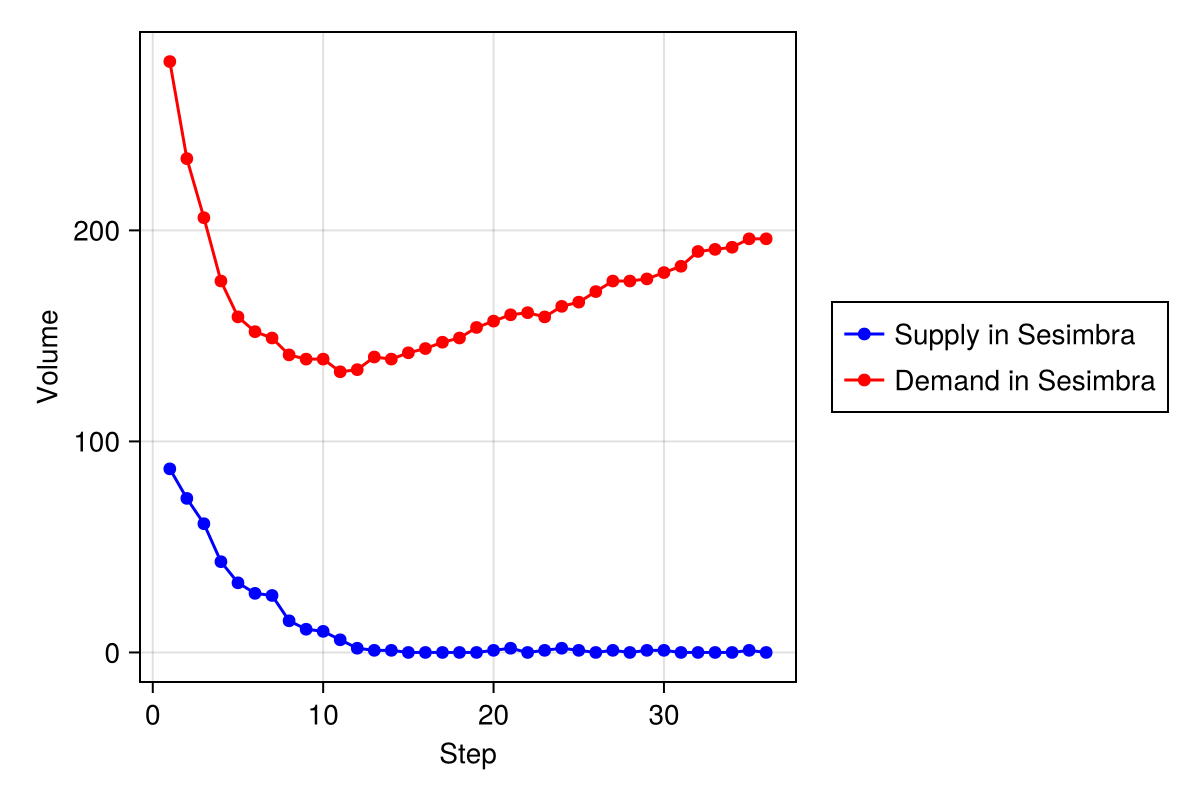 200
100
0
Volume
0 10 20 30
Step
Supply in Sesimbra
Demand in Sesimbra